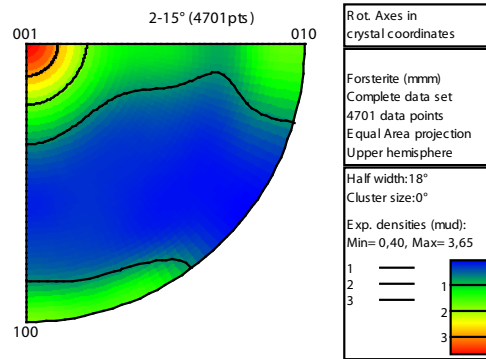 2-15° (4701pts)
001
010
100
Rot. Axes in
crystal coordinates
Forsterite (mmm)
Complete data set
4701 data points
Equal Area projection
Upper hemisphere
Half width:18°
Cluster size:0°
Exp. densities (mud):
Min= 0,40, Max= 3,65
1
2
3
1
2
3